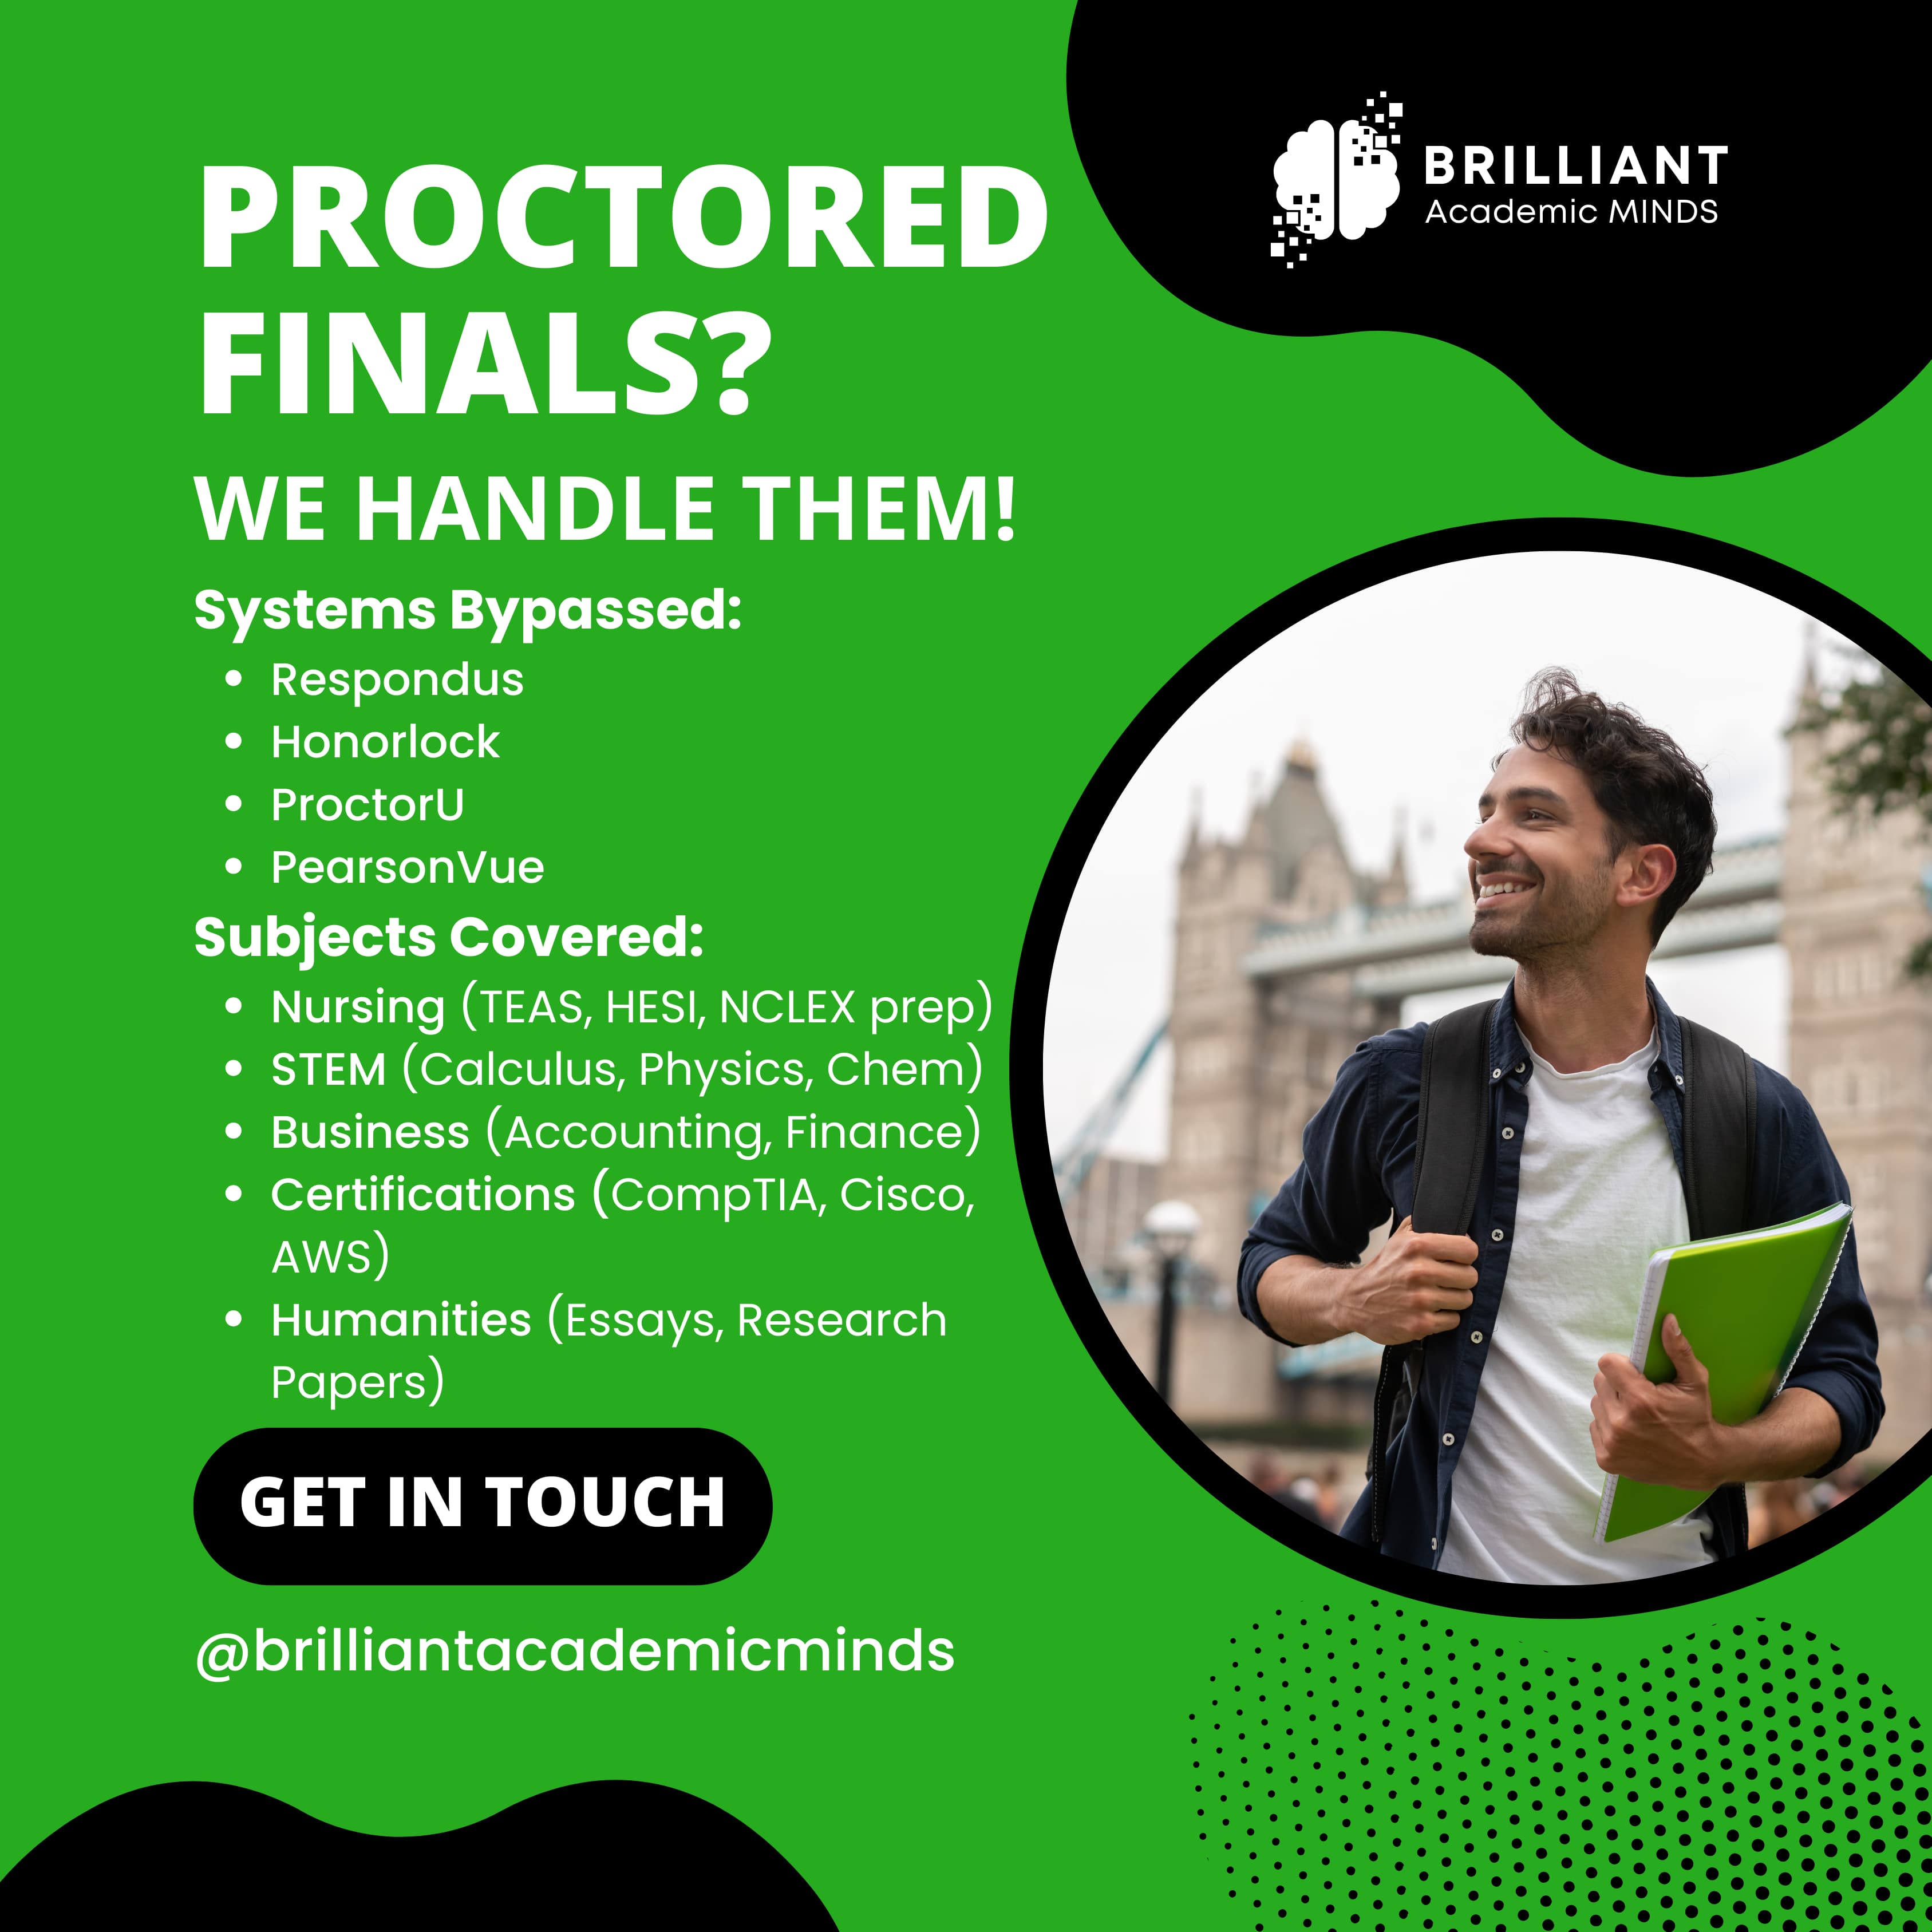 BRILLIANT
Academic MINDS
PROCTORED
FINALS?
WE HANDLE THEM!
Systems Bypassed:
• Respondus
• Honorlock
• ProctorU
• PearsonVue
Subjects Covered:
• Nursing (TEAS, HESI, NCLEX prep)
• STEM (Calculus, Physics, Chem)
• Business (Accounting, Finance)
• Certifications (CompTIA, Cisco,
AWS)
• Humanities (Essays, Research
Papers)
GET IN TOUCH
@brilliantacademicminds